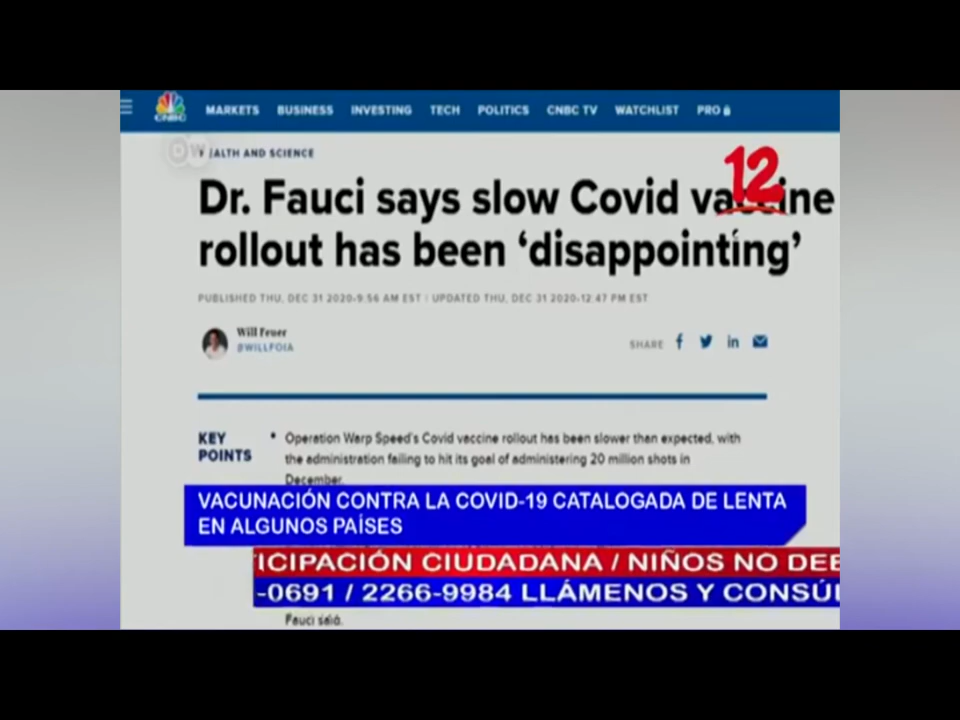 CNBC MARKETS BUSINESS INVESTING TECH POLITICS CNBC TV WATCHLIST PRO
DW
HEALTH AND SCIENCE
12
Dr. Fauci says slow Covid vaccine
rollout has been ‘disappointing’
PUBLISHED THU, DEC 31 2020 9:56 AM EST | UPDATED THU, DEC 31 2020 12:47 PM EST
Will Feuer
@WILLFOIA
SHARE
KEY
POINTS
• Operation Warp Speed's Covid vaccine rollout has been slower than expected, with
the administration failing to hit its goal of administering 20 million shots in
December.
VACUNACIÓN CONTRA LA COVID-19 CATALOGADA DE LENTA
EN ALGUNOS PAÍSES
TICIPACIÓN CIUDADANA / NIÑOS NO DEB
-0691 / 2266-9984 LLÁMENOS Y CONSÚ
Fauci said.